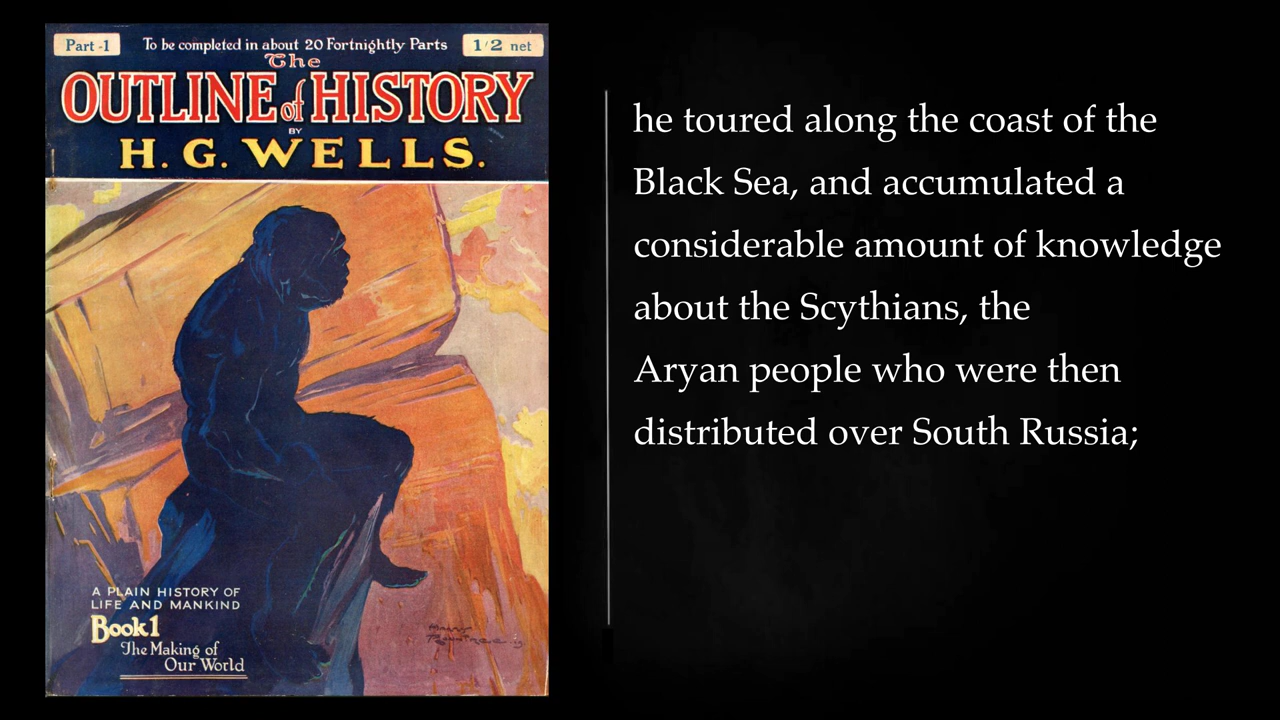 Part -1
To be completed in about 20 Fortnightly Parts
1/2 net
The
OUTLINE of HISTORY
BY
H. G. WELLS.
A PLAIN HISTORY OF
LIFE AND MANKIND
Book 1
The Making of
Our World
he toured along the coast of the
Black Sea, and accumulated a
considerable amount of knowledge
about the Scythians, the
Aryan people who were then
distributed over South Russia;